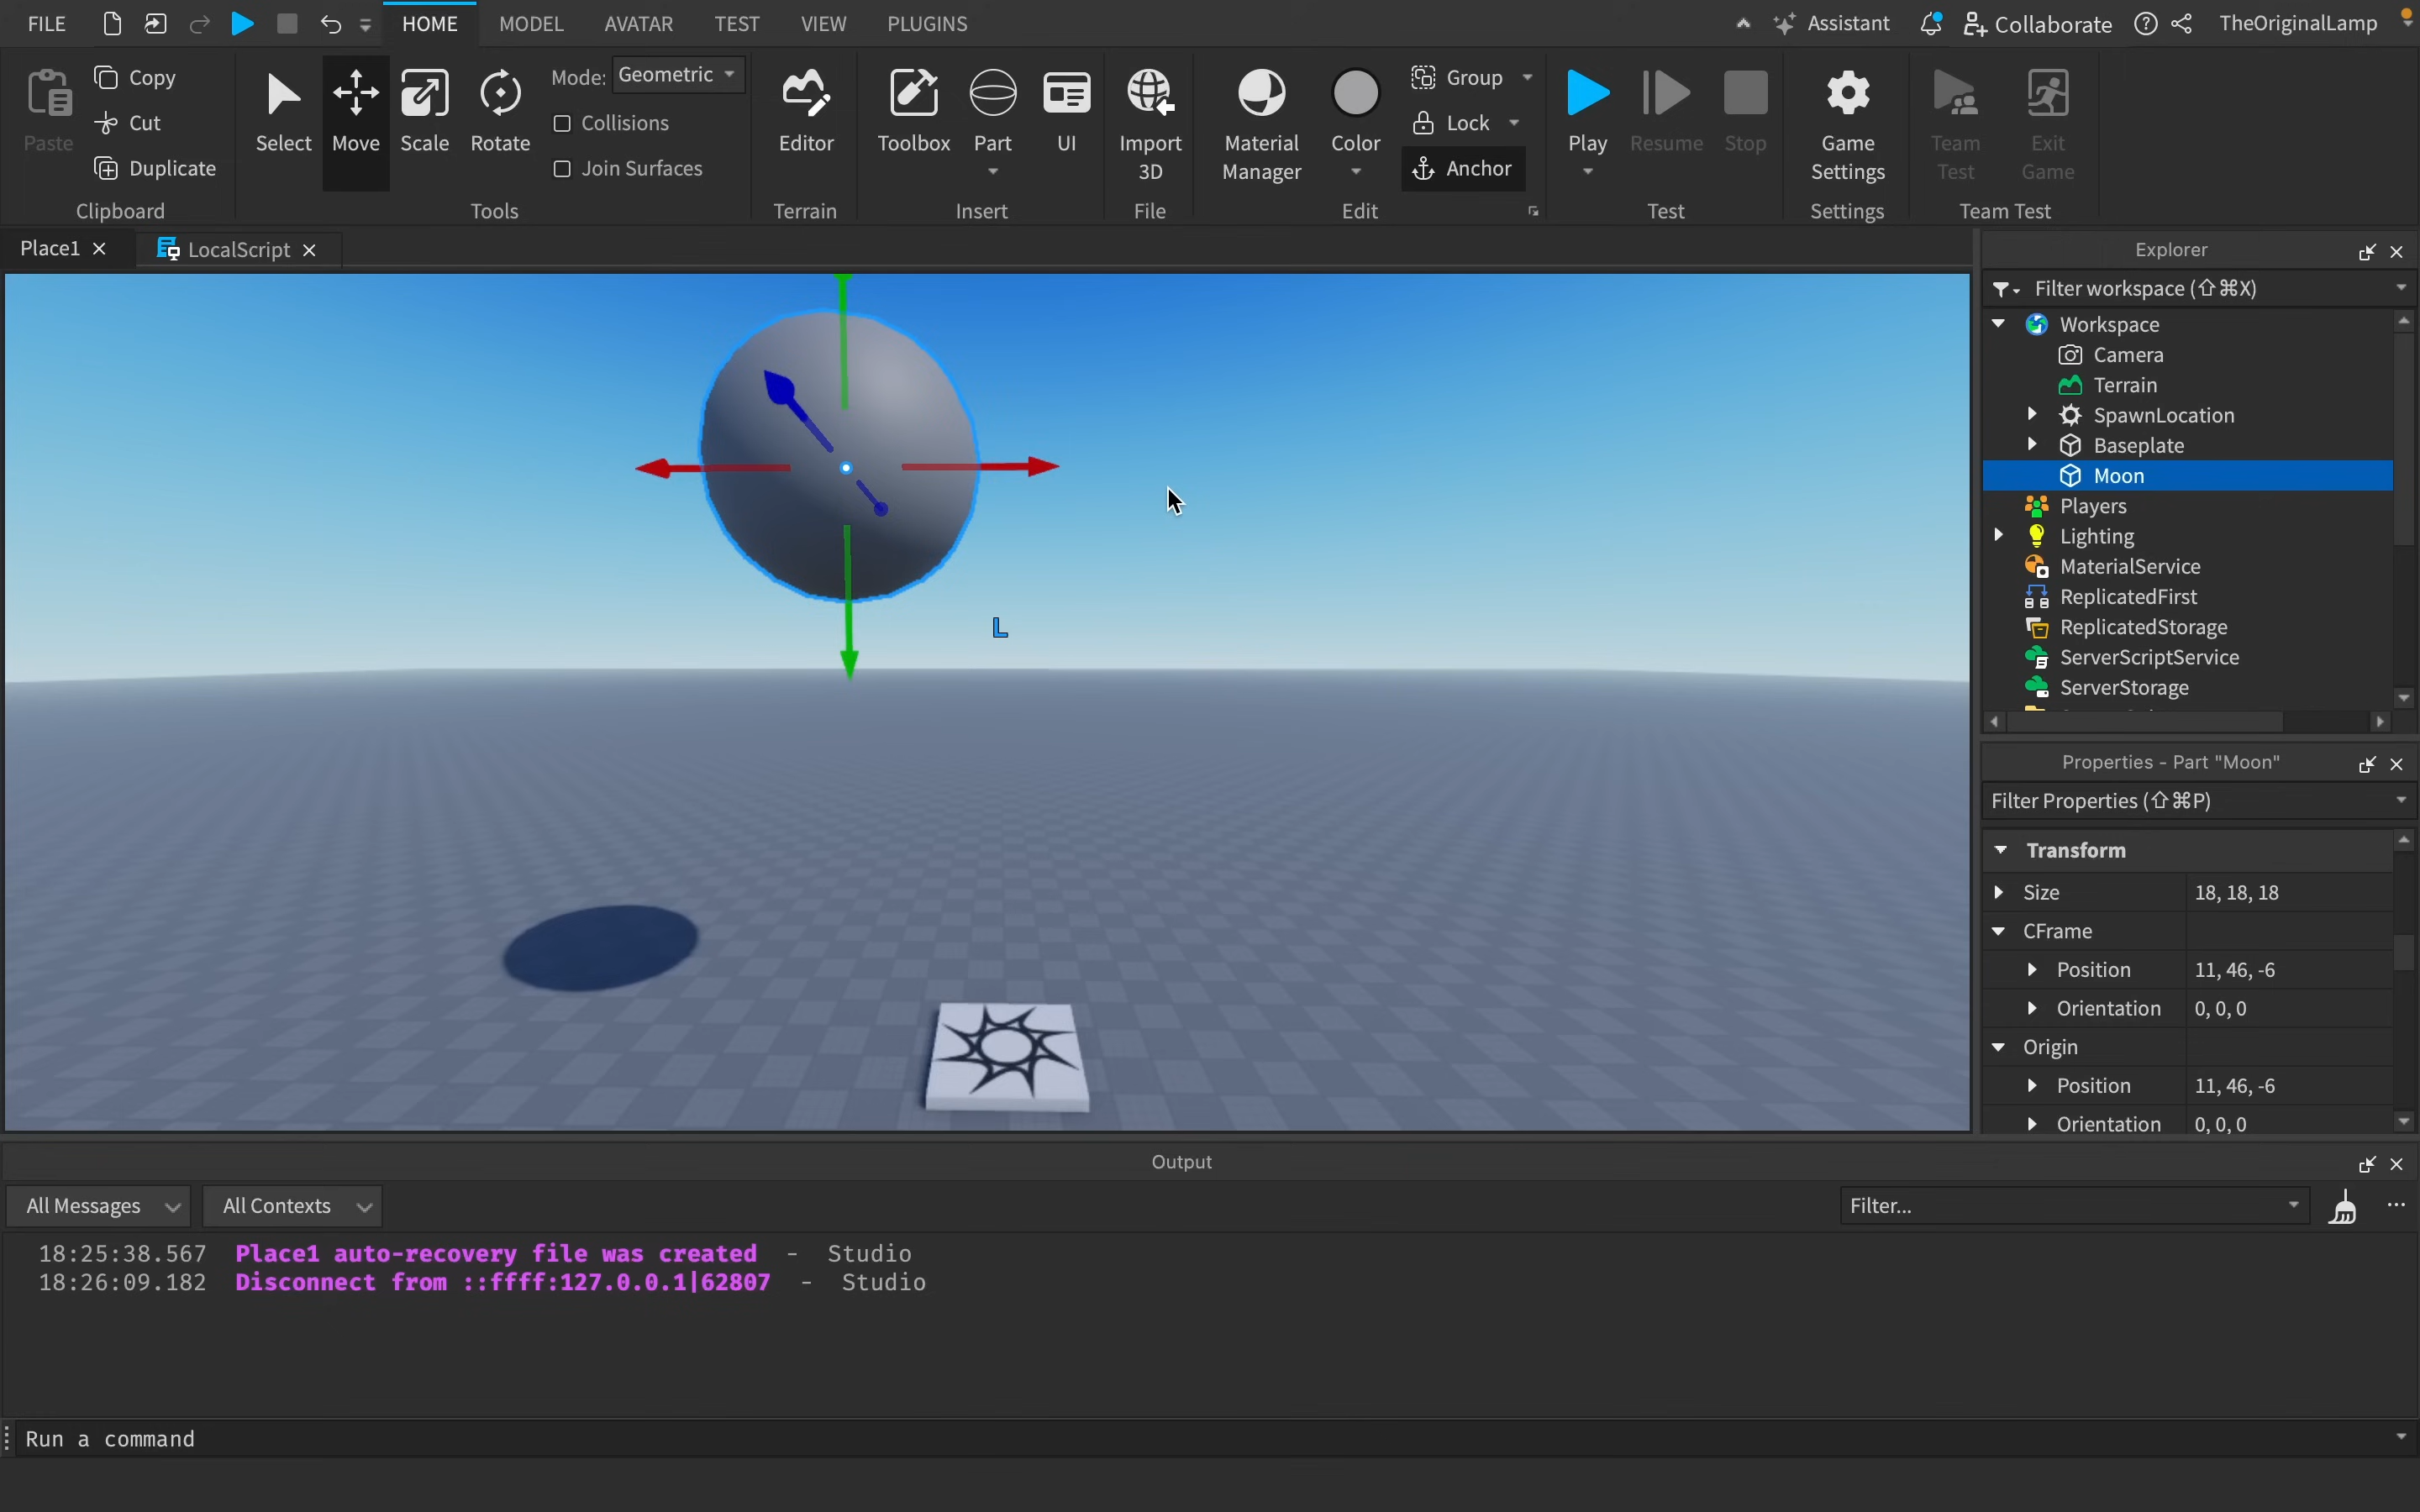 FILE HOME MODEL AVATAR TEST VIEW PLUGINS Assistant Collaborate TheOriginalLamp
Paste
Copy
Cut
Duplicate
Clipboard
Select Move Scale Rotate
Mode: Geometric
Collisions
Join Surfaces
Tools
Editor
Terrain
Toolbox Part UI
Insert
Import
3D
File
Material
Manager
Color
Group
Lock
Anchor
Edit
Play Resume Stop
Test
Game
Settings
Settings
Team
Test
Exit
Game
Team Test
Place1 LocalScript
L
Explorer
Filter workspace (⇧⌘X)
Workspace
Camera
Terrain
SpawnLocation
Baseplate
Moon
Players
Lighting
MaterialService
ReplicatedFirst
ReplicatedStorage
ServerScriptService
ServerStorage
Properties - Part "Moon"
Filter Properties (⇧⌘P)
Transform
Size 18, 18, 18
CFrame
Position 11, 46, -6
Orientation 0, 0, 0
Origin
Position 11, 46, -6
Orientation 0, 0, 0
Output
All Messages All Contexts Filter...
18:25:38.567 Place1 auto-recovery file was created - Studio
18:26:09.182 Disconnect from ::ffff:127.0.0.1|62807 - Studio
Run a command